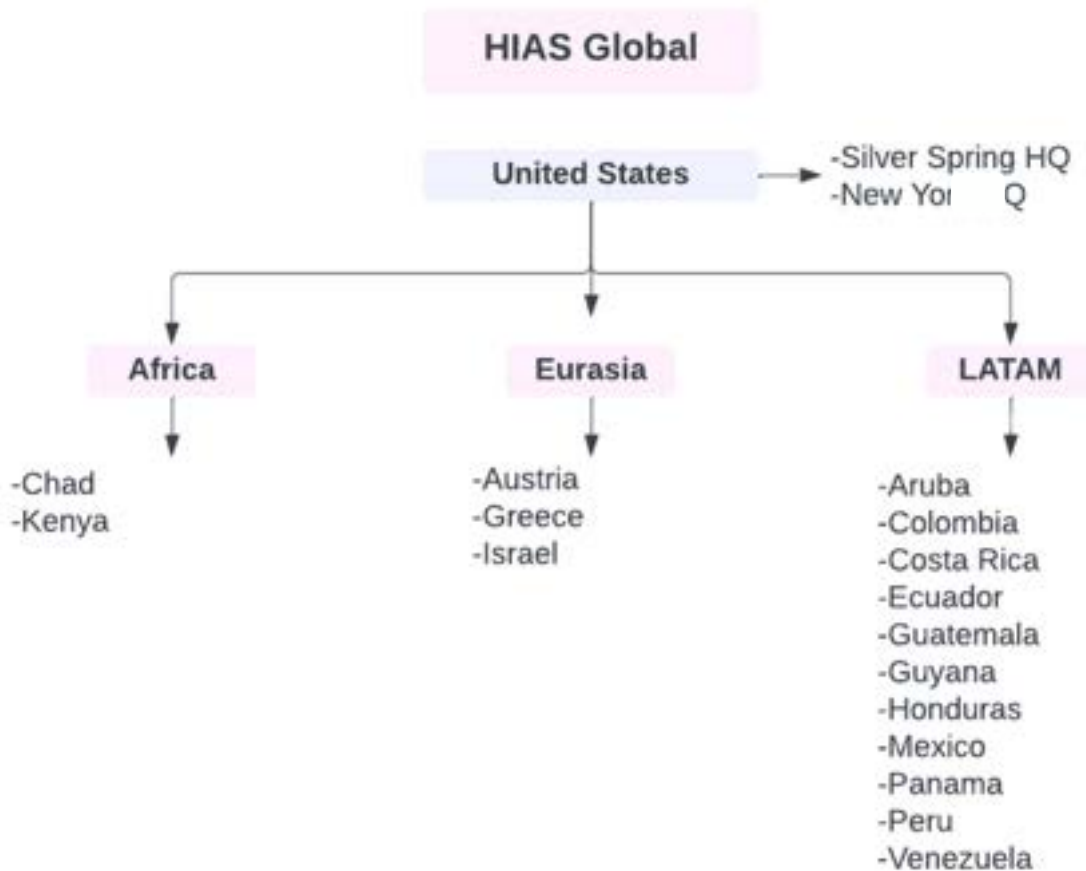 HIAS Global
United States
-Silver Spring HQ
-New
Africa
Eurasia
LATAM
-Chad
-Kenya
-Austria
-Greece
-Israel
-Aruba
-Colombia
-Costa Rica
-Ecuador
-Guatemala
-Guyana
-Honduras
-Mexico
-Panama
-Peru
-Venezuela